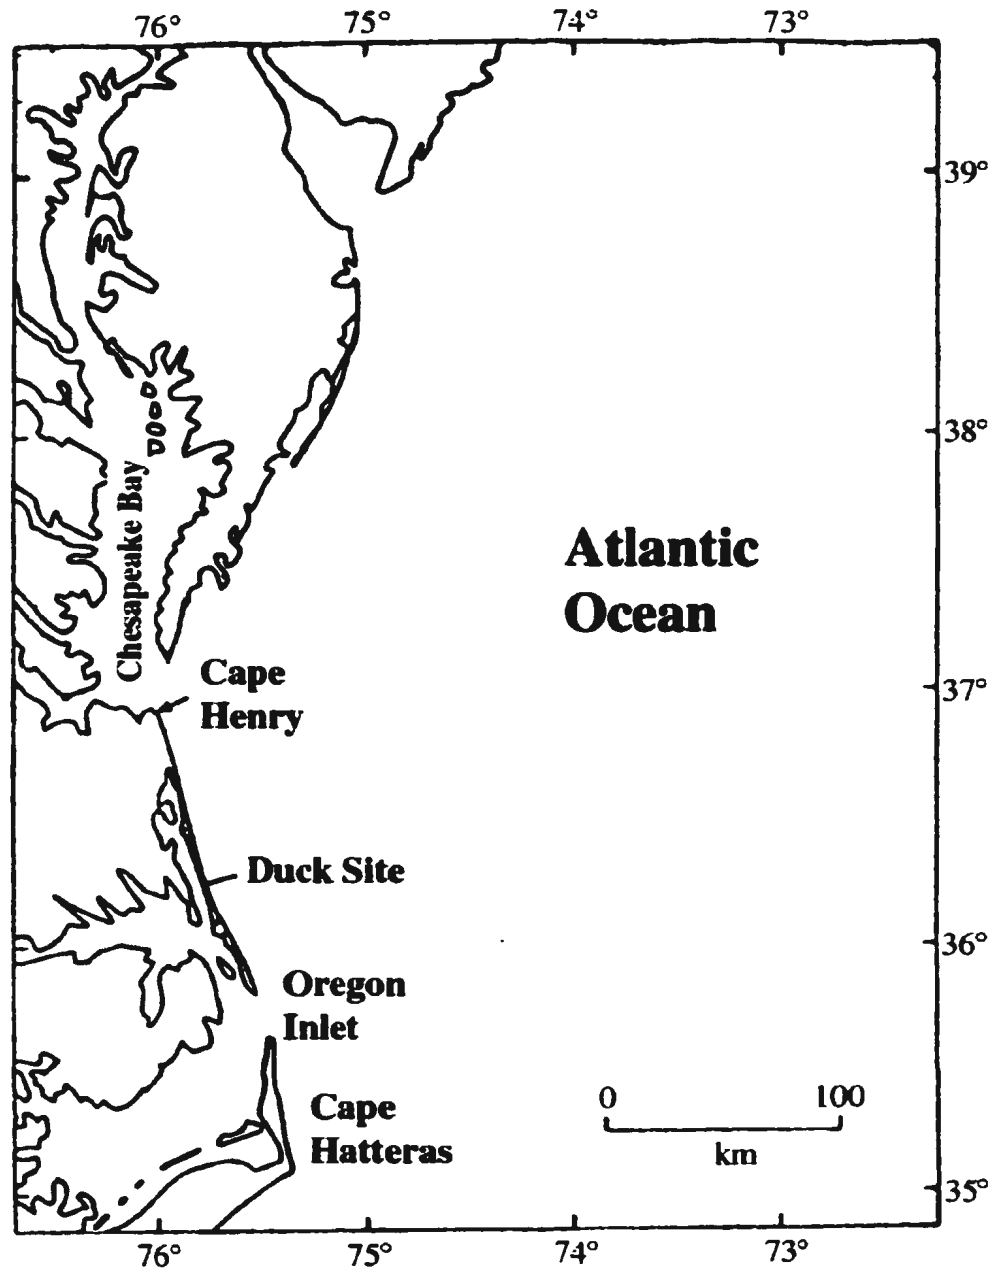 76°
75°
74°
73°
39°
38°
Chesapeake Bay
Atlantic
Ocean
37°
Cape
Henry
Duck Site
36°
Oregon
Inlet
0 100
km
Cape
Hatteras
35°
76°
75°
74°
73°